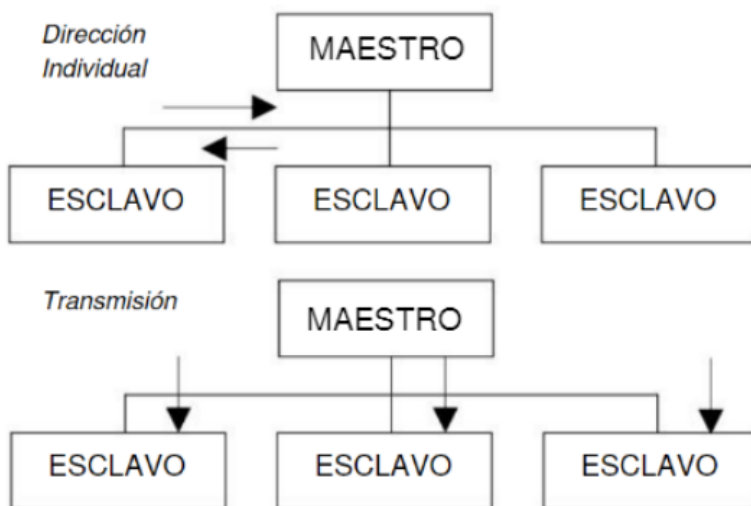 Dirección
Individual
MAESTRO
ESCLAVO
ESCLAVO
ESCLAVO
Transmisión
MAESTRO
ESCLAVO
ESCLAVO
ESCLAVO